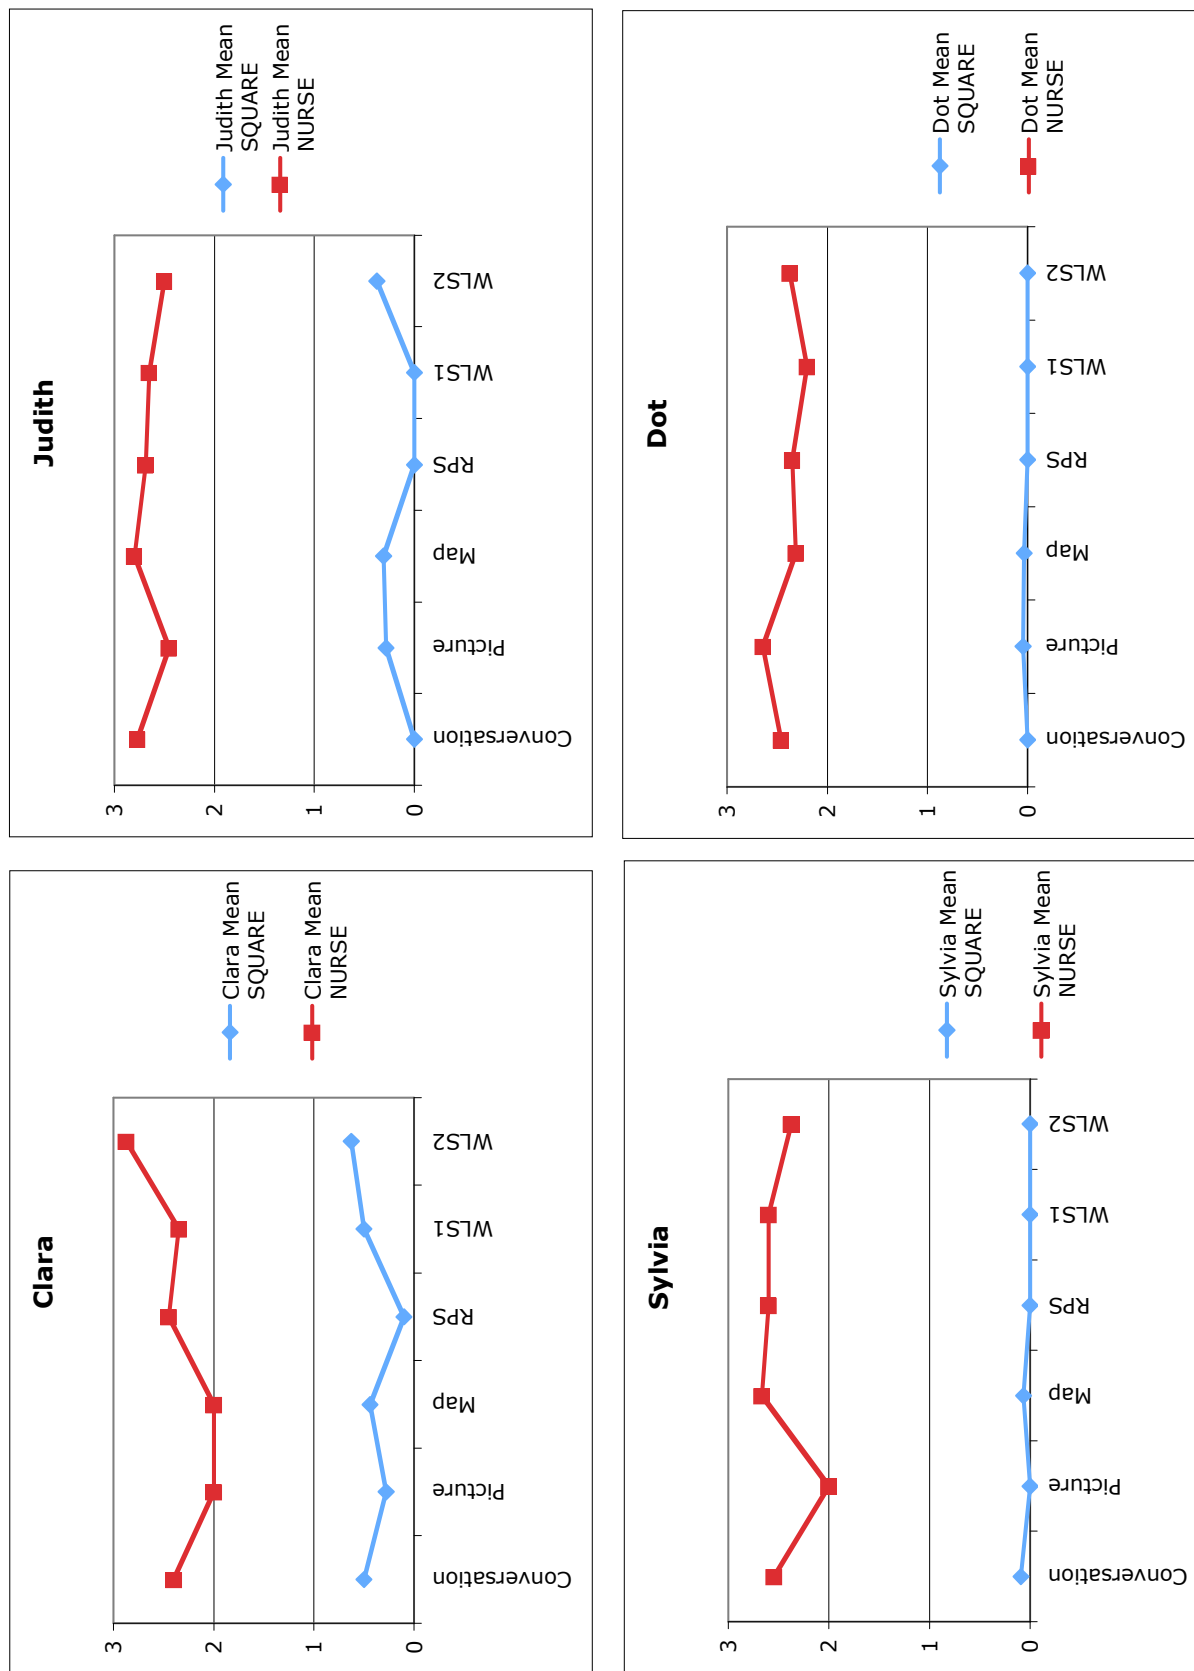 Clara
3
2
1
0
Conversation
Picture
Map
RPS
WLS1
WLS2
Clara Mean
SQUARE
Clara Mean
NURSE
Judith
3
2
1
0
Conversation
Picture
Map
RPS
WLS1
WLS2
Judith Mean
SQUARE
Judith Mean
NURSE
Sylvia
3
2
1
0
Conversation
Picture
Map
RPS
WLS1
WLS2
Sylvia Mean
SQUARE
Sylvia Mean
NURSE
Dot
3
2
1
0
Conversation
Picture
Map
RPS
WLS1
WLS2
Dot Mean
SQUARE
Dot Mean
NURSE